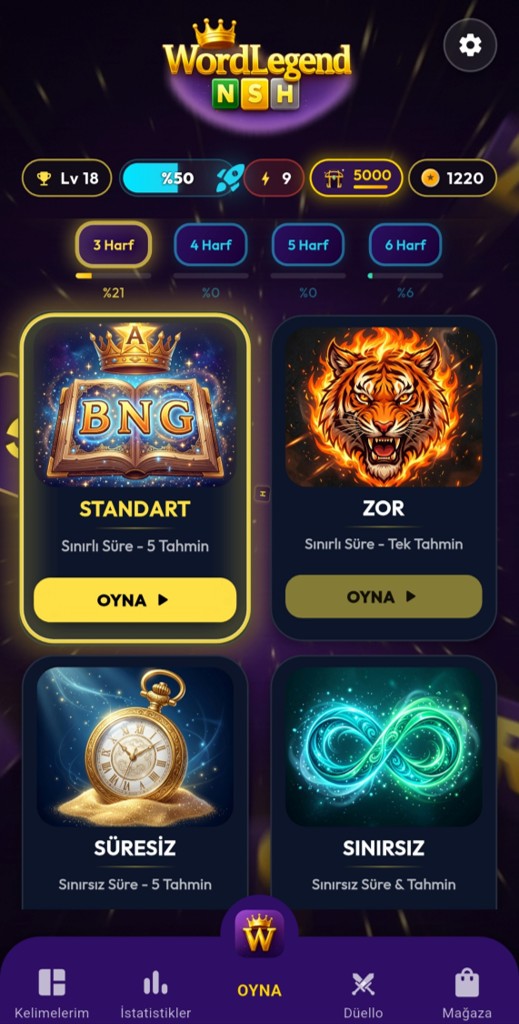 WordLegend
NSH
Lv 18
%50
9
5000
1220
3 Harf
4 Harf
5 Harf
6 Harf
%21
%0
%0
%6
A
BNG
STANDART
Sınırlı Süre - 5 Tahmin
OYNA
ZOR
Sınırlı Süre - Tek Tahmin
OYNA
H
SÜRESİZ
Sınırsız Süre - 5 Tahmin
SINIRSIZ
Sınırsız Süre & Tahmin
W
Kelimelerim
İstatistikler
OYNA
Düello
Mağaza